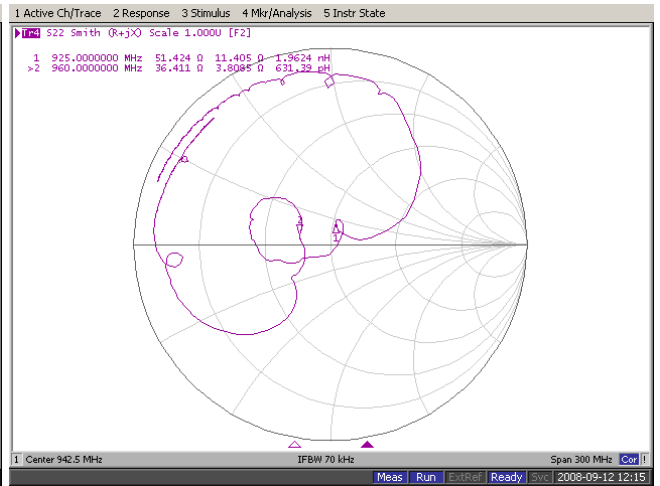 1 Active Ch/Trace 2 Response 3 Stimulus 4 Mkr/Analysis 5 Instr State
Tr4 S22 Smith (R+jX) Scale 1.000U [F2]
1 925.0000000 MHz 51.424 Ω 11.405 Ω 1.9624 nH
>2 960.0000000 MHz 36.411 Ω 3.8085 Ω 631.39 pH
1
1 Center 942.5 MHz IFBW 70 kHz Span 300 MHz Cor !
Meas Run ExtRef Ready Svc 2008-09-12 12:15